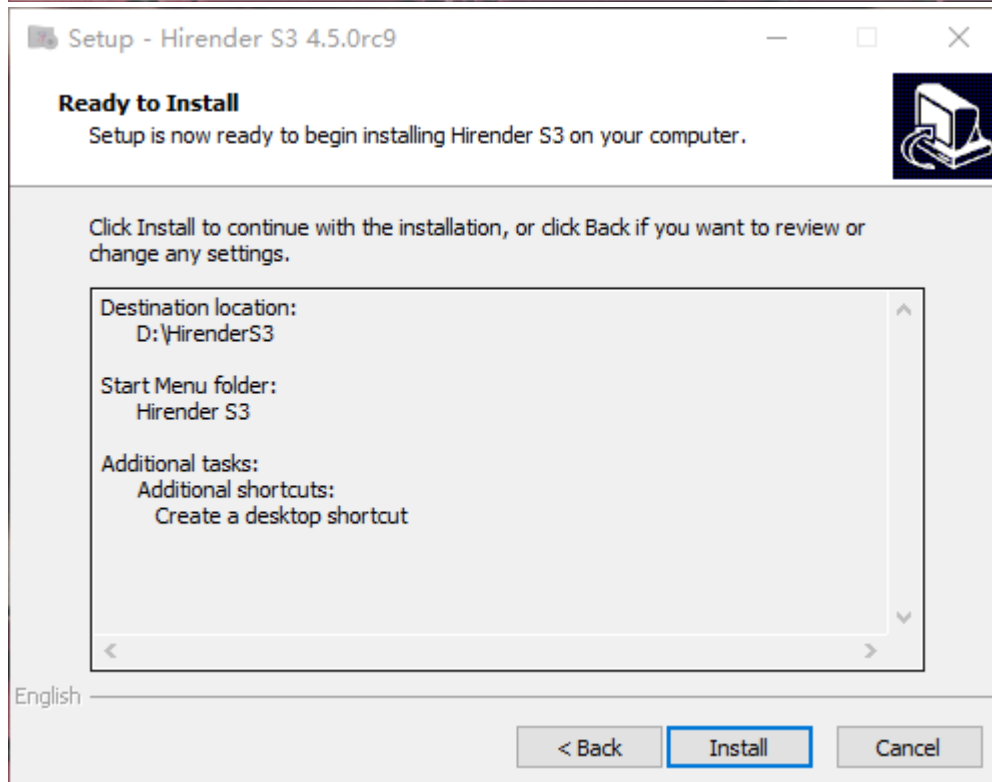 Setup - Hirender S3 4.5.0rc9
Ready to Install
Setup is now ready to begin installing Hirender S3 on your computer.
Click Install to continue with the installation, or click Back if you want to review or
change any settings.
Destination location:
D:\HirenderS3
Start Menu folder:
Hirender S3
Additional tasks:
Additional shortcuts:
Create a desktop shortcut
English
< Back
Install
Cancel